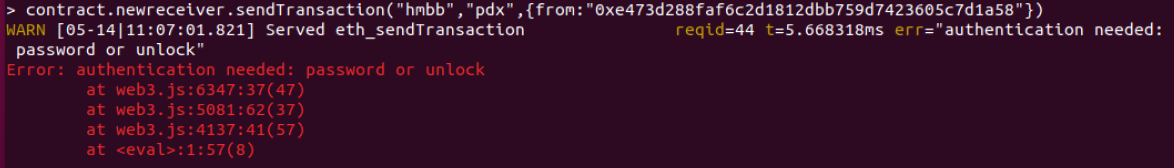 > contract.newreceiver.sendTransaction("hmbb","pdx",{from:"0xe473d288faf6c2d1812dbb759d7423605c7d1a58"})
WARN [05-14|11:07:01.821] Served eth_sendTransaction                   reqid=44 t=5.668318ms err="authentication needed:
 password or unlock"
Error: authentication needed: password or unlock
        at web3.js:6347:37(47)
        at web3.js:5081:62(37)
        at web3.js:4137:41(57)
        at <eval>:1:57(8)